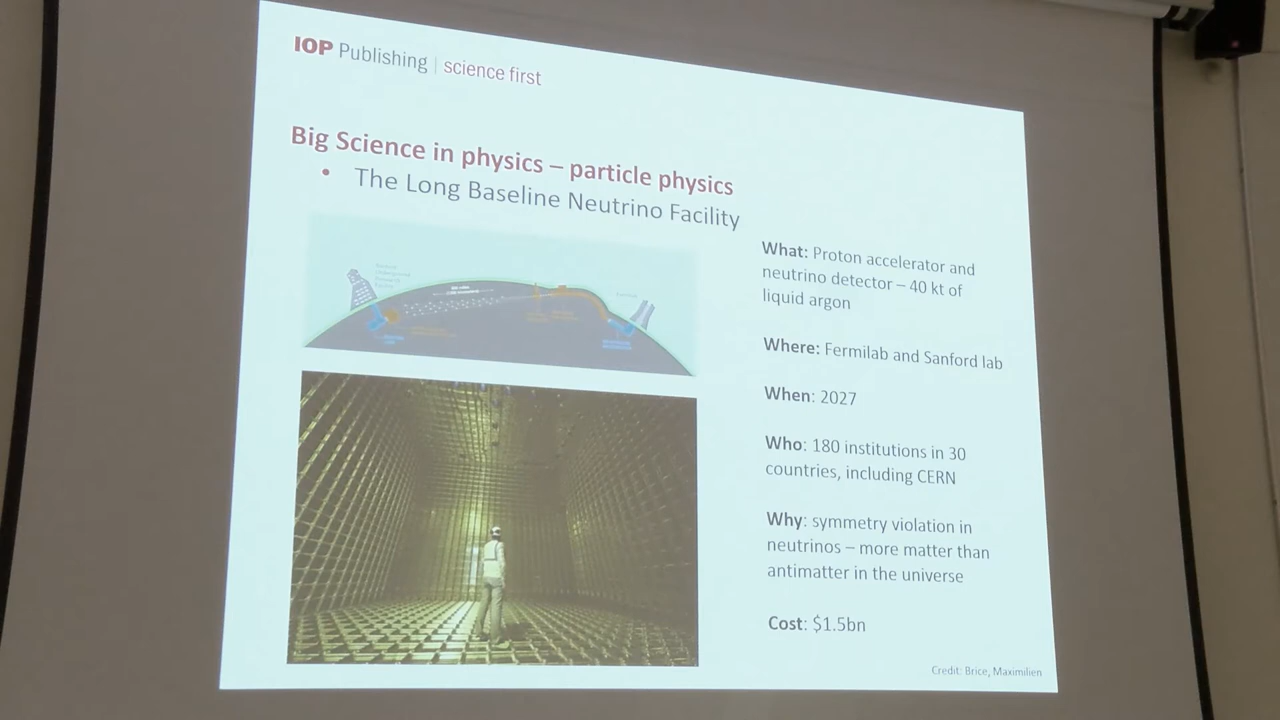 IOP Publishing | science first
Big Science in physics – particle physics
• The Long Baseline Neutrino Facility
What: Proton accelerator and
neutrino detector – 40 kt of
liquid argon
Where: Fermilab and Sanford lab
When: 2027
Who: 180 institutions in 30
countries, including CERN
Why: symmetry violation in
neutrinos – more matter than
antimatter in the universe
Cost: $1.5bn
Credit: Brice, Maximilien